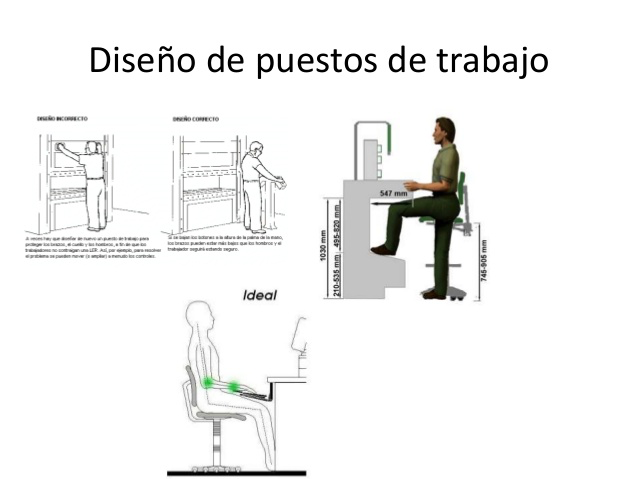 Diseño de puestos de trabajo
DISEÑO INCORRECTO
DISEÑO CORRECTO
A veces hay que diseñar de nuevo un puesto de trabajo para
proteger los brazos, el cuello y los hombros, a fin de que los
trabajadores no contraigan una LER. Así, por ejemplo, para resolver
el problema se pueden mover (o ampliar) a menudo los controles.
Si se bajan los botones a la altura de la palma de la mano,
los brazos pueden estar más bajos que los hombros y el
trabajador seguirá estando seguro.
547 mm
1030 mm
210-535 mm
495-820 mm
745-905 mm
Ideal